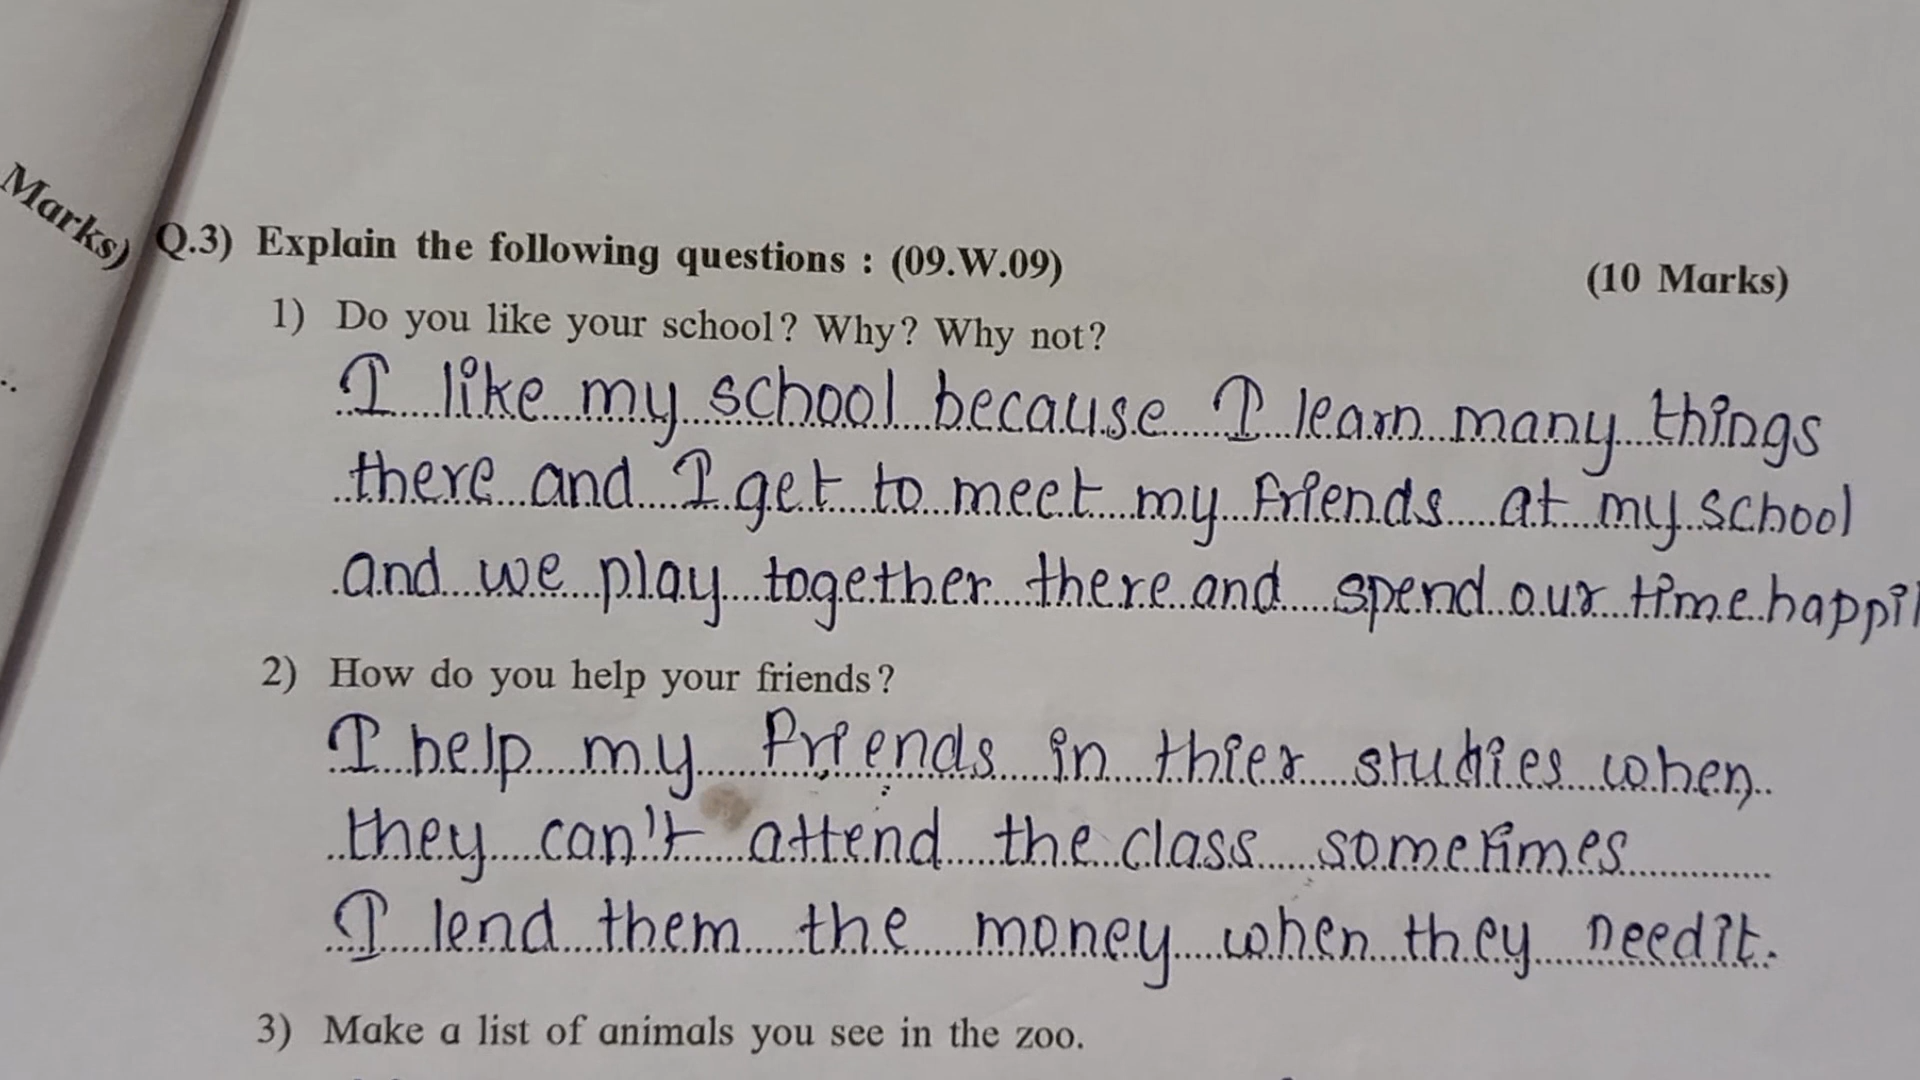 Marks)
Q.3) Explain the following questions : (09.W.09) (10 Marks)
1) Do you like your school? Why? Why not?
I like my school because I learn many things
there and I get to meet my friends at my school
and we play together there and spend our time happil
2) How do you help your friends?
I help my friends in thier studies when
they can't attend the class sometimes
I lend them the money when they need it.
3) Make a list of animals you see in the zoo.